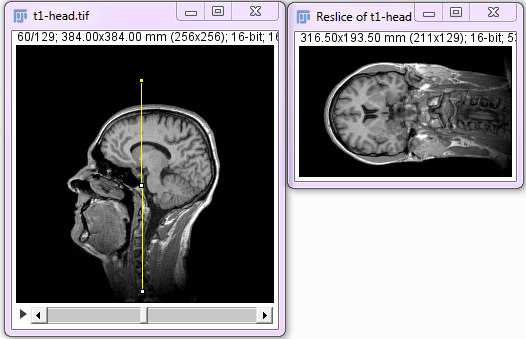 t1-head.tif
60/129; 384.00x384.00 mm (256x256); 16-bit; 16
Reslice of t1-head
316.50x193.50 mm (211x129); 16-bit; 53